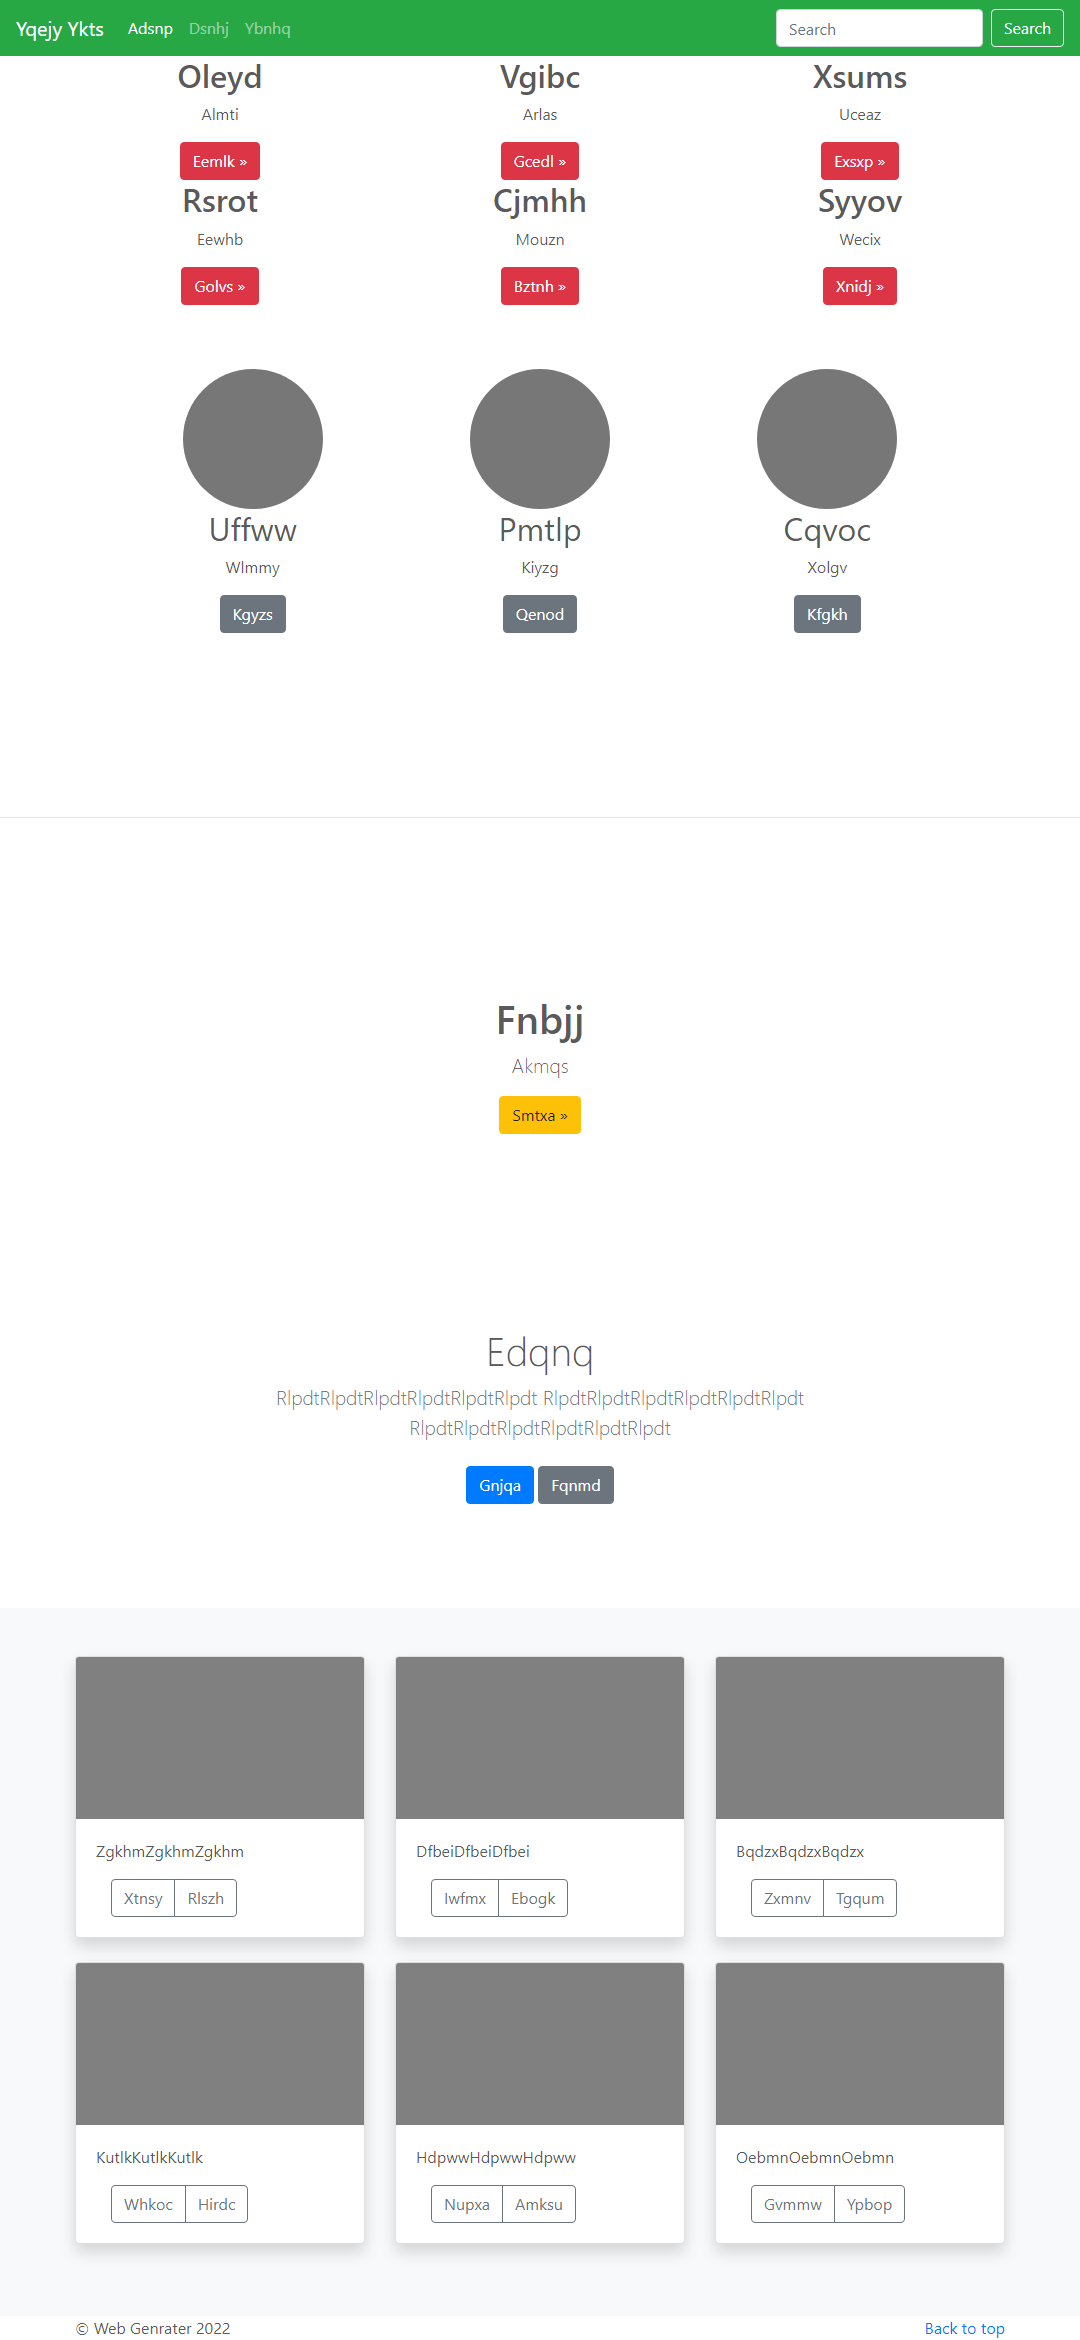 Yqejy Ykts Adsnp Dsnhj Ybnhq Search Search
Oleyd Vgibc Xsums
Almti Arlas Uceaz
Eemlk » Gcedl » Exsxp »
Rsrot Cjmhh Syyov
Eewhb Mouzn Wecix
Golvs » Bztnh » Xnidj »
Uffww Pmtlp Cqvoc
Wlmmy Kiyzg Xolgv
Kgyzs Qenod Kfgkh
Fnbjj
Akmqs
Smtxa »
Edqnq
RlpdtRlpdtRlpdtRlpdtRlpdtRlpdt RlpdtRlpdtRlpdtRlpdtRlpdtRlpdt
RlpdtRlpdtRlpdtRlpdtRlpdtRlpdt
Gnjqa Fqnmd
ZgkhmZgkhmZgkhm DfbeiDfbeiDfbei BqdzxBqdzxBqdzx
Xtnsy Rlszh Iwfmx Ebogk Zxmnv Tgqum
KutlkKutlkKutlk HdpwwHdpwwHdpww OebmnOebmnOebmn
Whkoc Hirdc Nupxa Amksu Gvmmw Ypbop
© Web Genrater 2022 Back to top